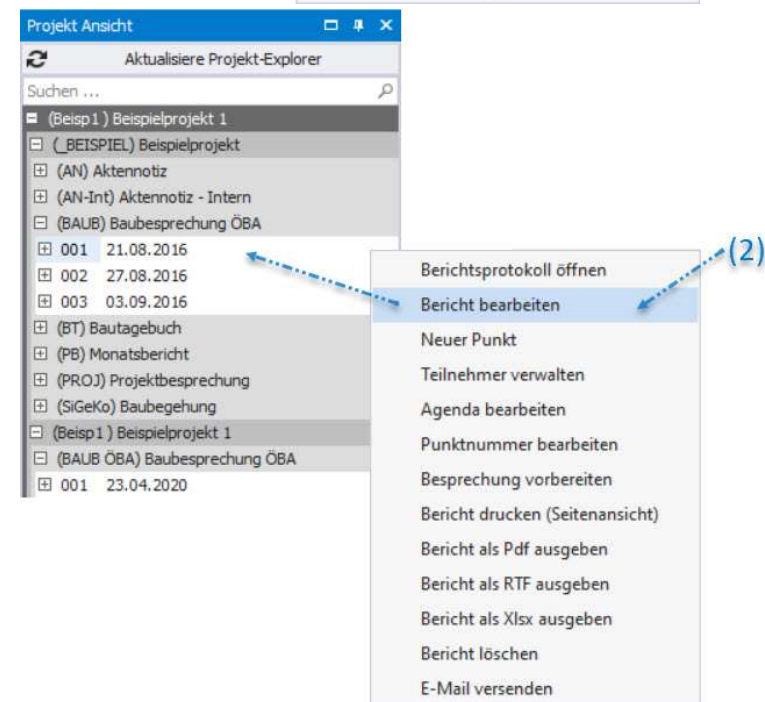 Projekt Ansicht
Aktualisiere Projekt-Explorer
Suchen ...
(Beisp1 ) Beispielprojekt 1
(_BEISPIEL) Beispielprojekt
(AN) Aktennotiz
(AN-Int) Aktennotiz - Intern
(BAUB) Baubesprechung ÖBA
001 21.08.2016
002 27.08.2016
003 03.09.2016
(BT) Bautagebuch
(PB) Monatsbericht
(PROJ) Projektbesprechung
(SiGeKo) Baubegehung
(Beisp1 ) Beispielprojekt 1
(BAUB ÖBA) Baubesprechung ÖBA
001 23.04.2020
(2)
Berichtsprotokoll öffnen
Bericht bearbeiten
Neuer Punkt
Teilnehmer verwalten
Agenda bearbeiten
Punktnummer bearbeiten
Besprechung vorbereiten
Bericht drucken (Seitenansicht)
Bericht als Pdf ausgeben
Bericht als RTF ausgeben
Bericht als Xlsx ausgeben
Bericht löschen
E-Mail versenden